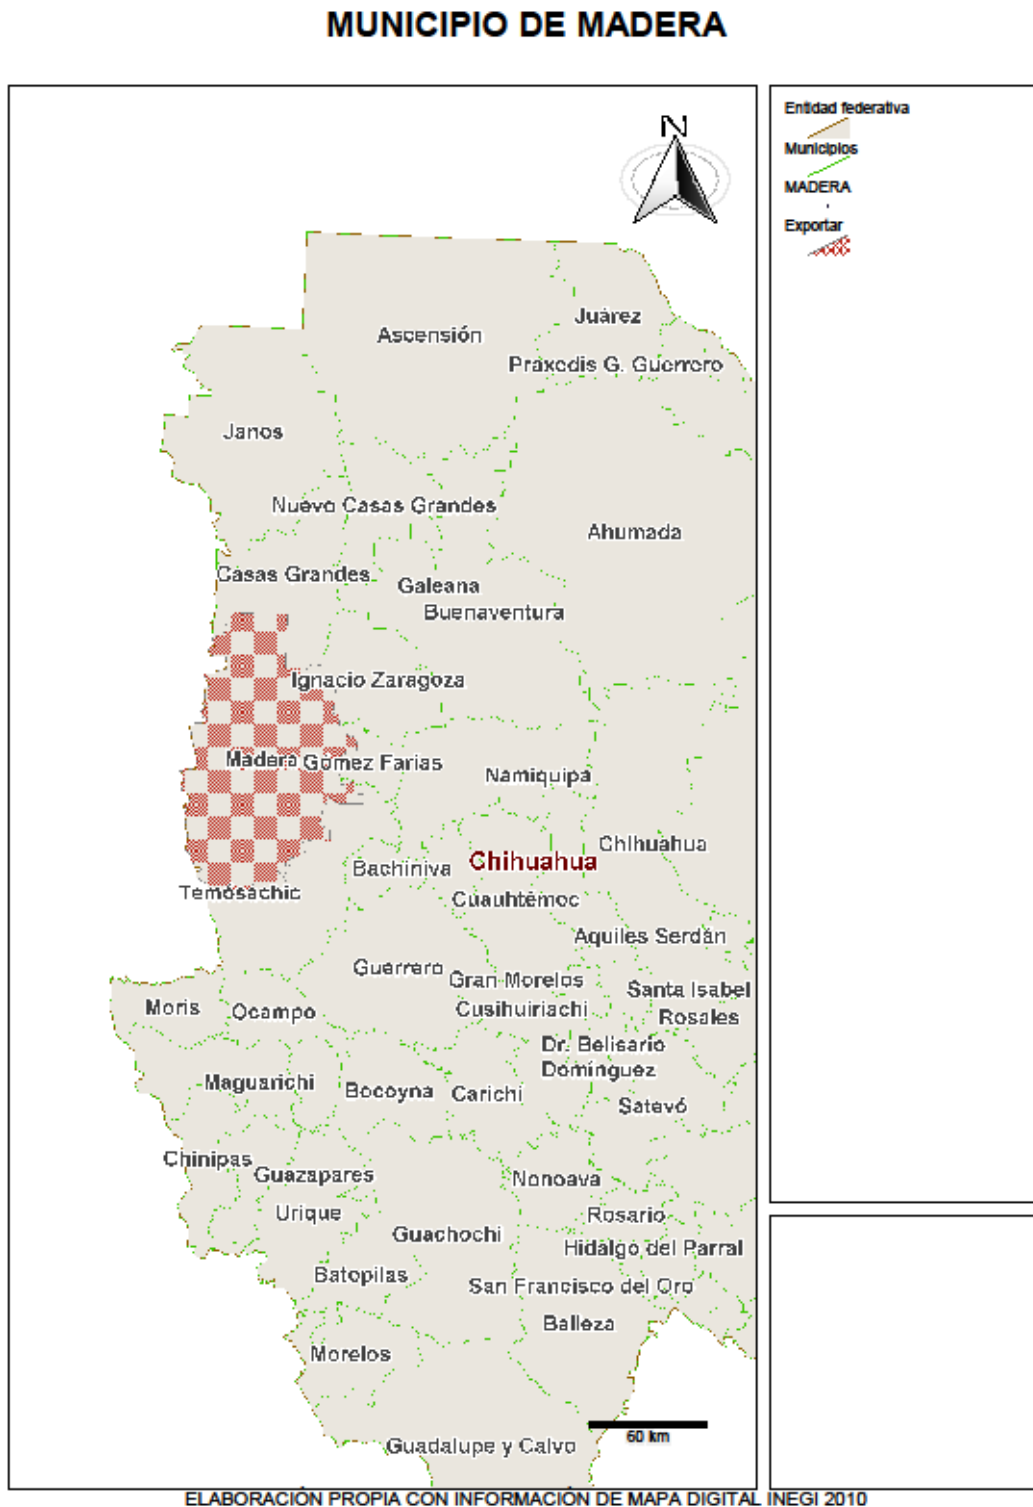 MUNICIPIO DE MADERA
N
Entidad federativa
Municipios
MADERA
Exportar
Juárez
Ascensión
Praxedis G. Guerrero
Janos
Nuevo Casas Grandes
Ahumada
Casas Grandes
Galeana
Buenaventura
Ignacio Zaragoza
Madera
Gómez Farías
Namiquipa
Chihuahua
Chihuahua
Bachiniva
Temósachic
Cuauhtémoc
Aquiles Serdán
Guerrero
Gran Morelos
Santa Isabel
Moris
Ocampo
Cusihuiriachi
Rosales
Dr. Belisario
Domínguez
Maguarichi
Bocoyna
Carichi
Satevó
Chinipas
Guazapares
Nonoava
Urique
Rosario
Guachochi
Hidalgo del Parral
Batopilas
San Francisco del Oro
Balleza
Morelos
60 km
Guadalupe y Calvo
ELABORACIÓN PROPIA CON INFORMACIÓN DE MAPA DIGITAL INEGI 2010